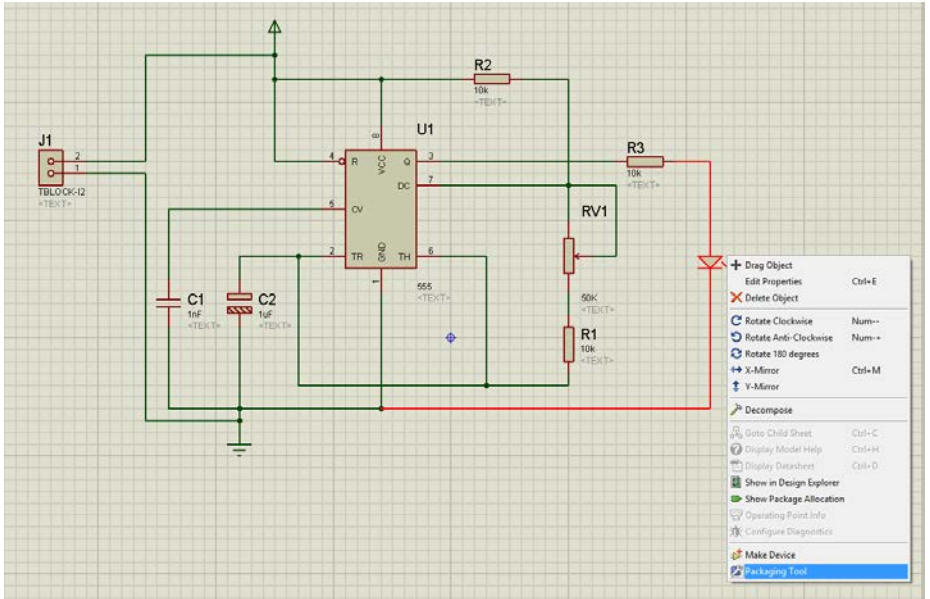 R2
10k
<TEXT>
U1
J1
2
1
TBLOCK-I2
<TEXT>
8
4
R
VCC
Q
3
DC
7
5
CV
2
TR
GND
TH
6
1
555
<TEXT>
R3
10k
<TEXT>
RV1
50K
<TEXT>
C1
1nF
<TEXT>
C2
1uF
<TEXT>
R1
10k
<TEXT>
Drag Object
Edit Properties Ctrl+E
Delete Object
Rotate Clockwise Num--
Rotate Anti-Clockwise Num-+
Rotate 180 degrees
X-Mirror Ctrl+M
Y-Mirror
Decompose
Goto Child Sheet Ctrl+C
Display Model Help Ctrl+H
Display Datasheet Ctrl+D
Show in Design Explorer
Show Package Allocation
Operating Point Info
Configure Diagnostics
Make Device
Packaging Tool